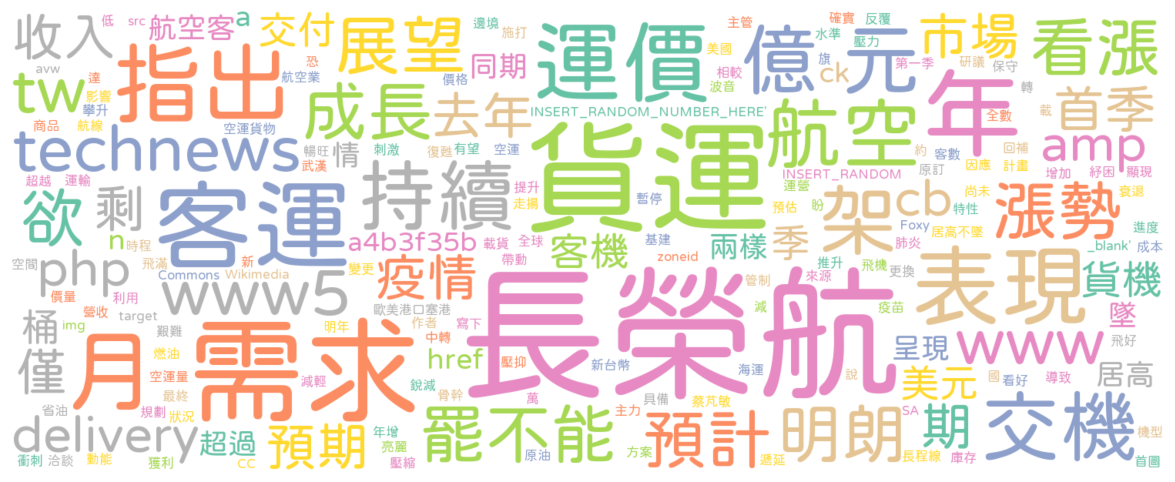 收入
指出
航空客
a
交付
展望
同期
邊境
施打
運價
美國
波音
億元
主管
確實
反覆
水準
壓力
旗
ck
相較
第一季
研議
保守
市場
看漲
低
src
avw
tw
達
影響
攀升
商品
航線
航空業
恐
價格
成長
去年
空運貨物
暢旺
情
武漢
刺激
復甦
有望
空運
INSERT_RANDOM_NUMBER_HERE'
貨運
航空
年
轉
載
全數
首季
amp
technews
超越
運輸
欲
剩
客運
持續
提升
走揚
暫停
INSERT_RANDOM
約
客數
原訂
因應
計畫
回補
增加
紓困
顯現
運營
預估
盼
架
cb
尚未
特性
居高不墜
衰退
漲勢
進度
成本
n
時程
飛滿
新
a4b3f35b
載貨
全球
帶動
客機
基建
zoneid
兩樣
季
推升
肺炎
Foxy
飛機
來源
更換
_blank'
空間
php
價量
營收
利用
Commons
Wikimedia
變更
疫情
www5
管制
減
疫苗
表現
貨機
墜
飛好
img
target
桶
僅
艱難
燃油
空運量
最終
月
需求
明年
歐美港口塞港
作者
中轉
寫下
href
銳減
壓抑
骨幹
減輕
長榮航
新台幣
海運
說
www
呈現
美元
國
看好
導致
居高
省油
規劃
狀況
delivery
衝刺
洽談
動能
獲利
超過
CC
預期
年增
亮麗
壓縮
罷不能
萬
原油
方案
主力
具備
蔡芃敏
預計
遞延
明朗
SA
長程線
期
庫存
交機
機型
首圖